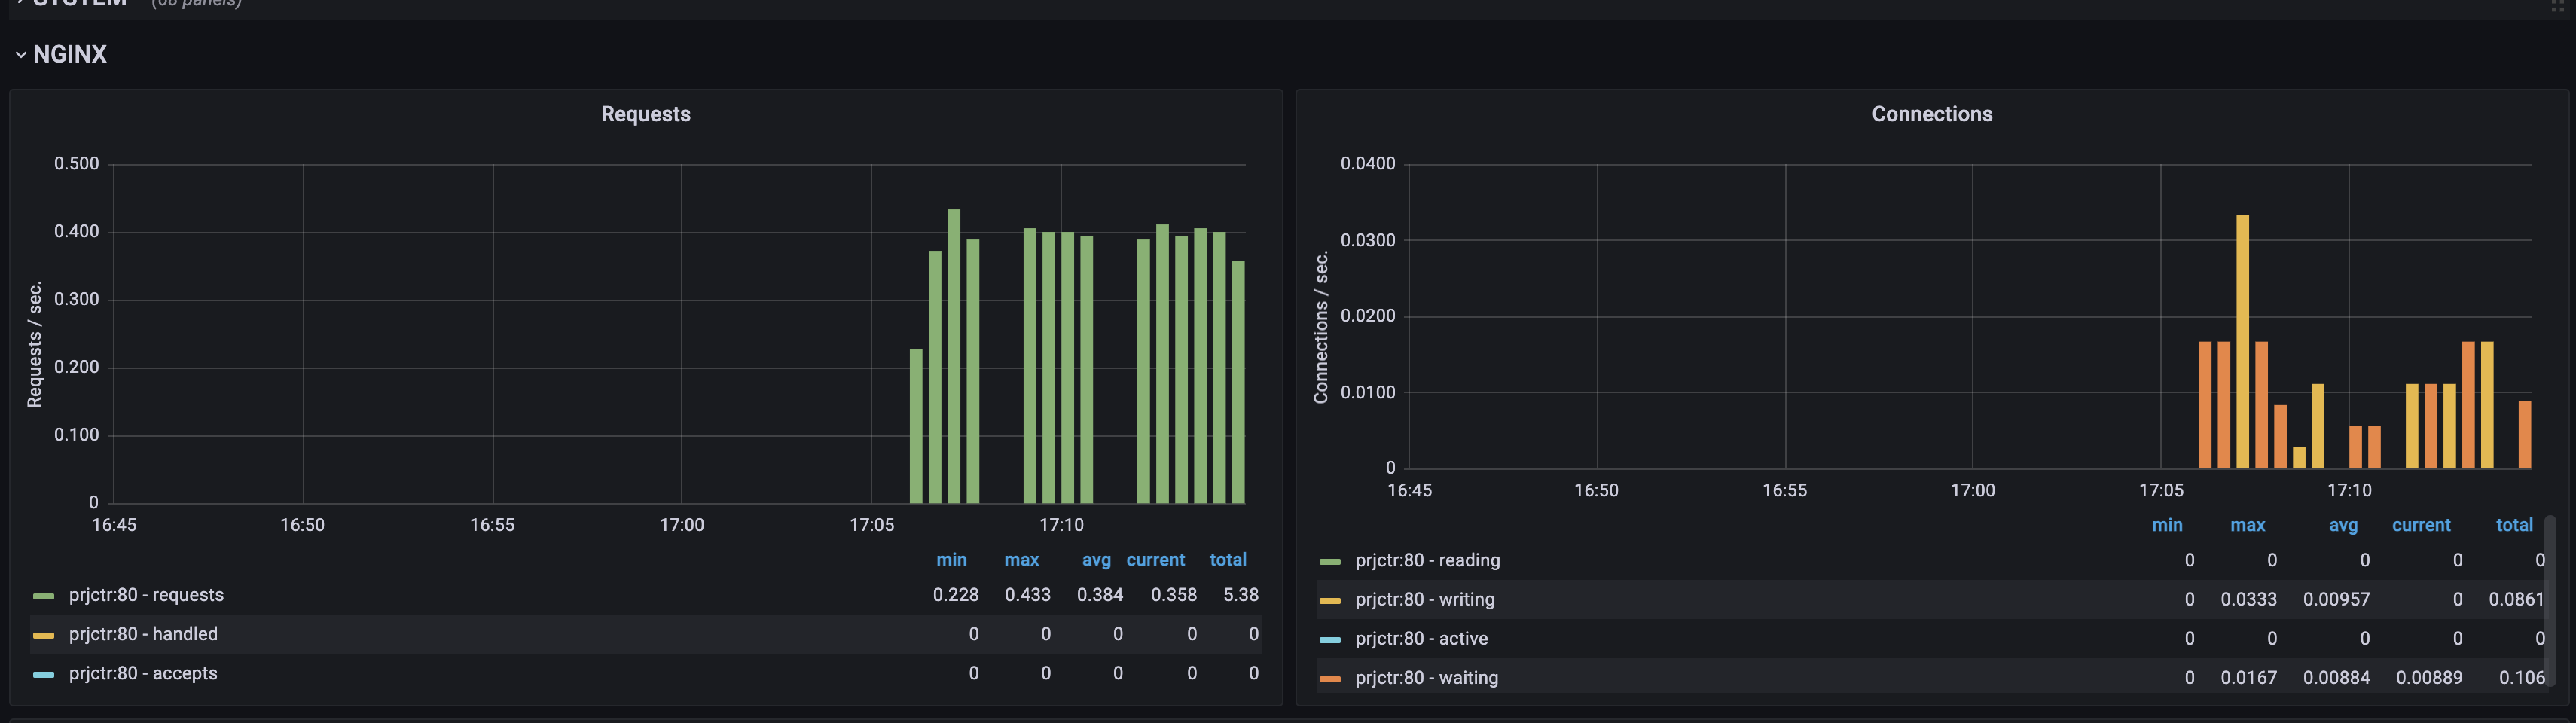 SYSTEM (68 panels)
NGINX
Requests
Requests / sec.
0.500
0.400
0.300
0.200
0.100
0
16:45 16:50 16:55 17:00 17:05 17:10
min max avg current total
prjctr:80 - requests 0.228 0.433 0.384 0.358 5.38
prjctr:80 - handled 0 0 0 0 0
prjctr:80 - accepts 0 0 0 0 0
Connections
Connections / sec.
0.0400
0.0300
0.0200
0.0100
0
16:45 16:50 16:55 17:00 17:05 17:10
min max avg current total
prjctr:80 - reading 0 0 0 0 0
prjctr:80 - writing 0 0.0333 0.00957 0 0.0861
prjctr:80 - active 0 0 0 0 0
prjctr:80 - waiting 0 0.0167 0.00884 0.00889 0.106